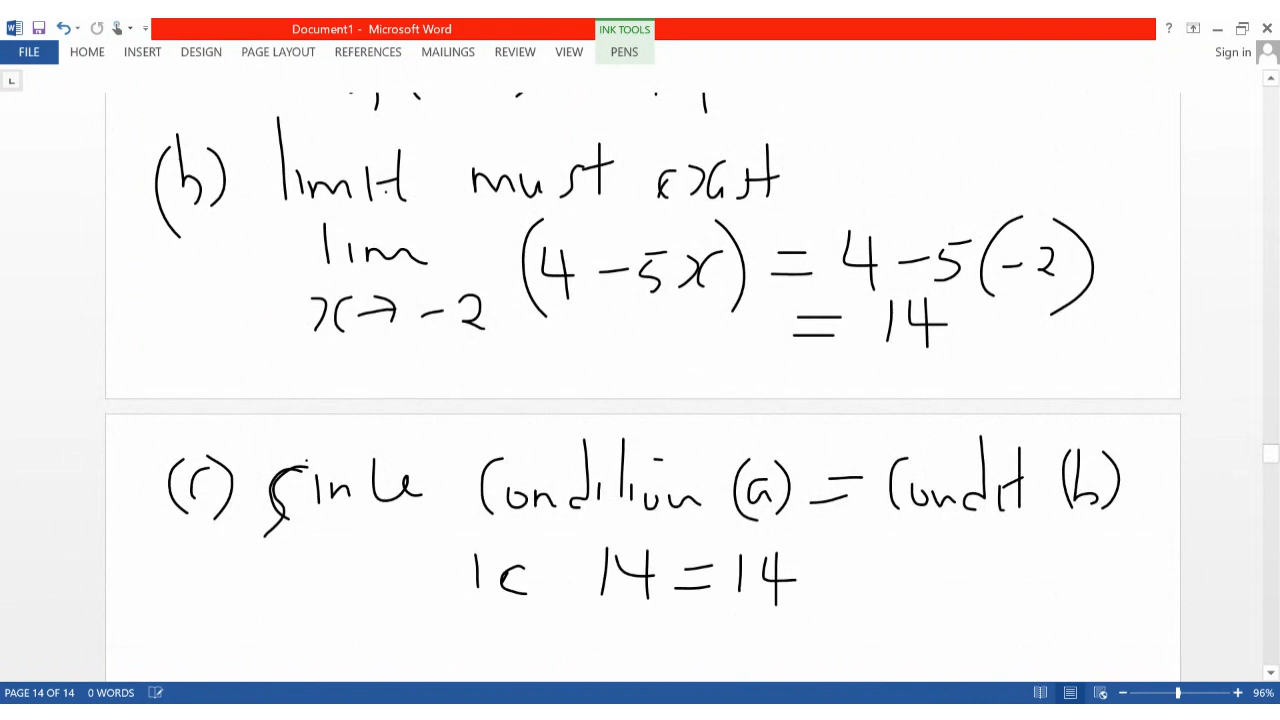 Document1 - Microsoft Word
INK TOOLS
?
FILE HOME INSERT DESIGN PAGE LAYOUT REFERENCES MAILINGS REVIEW VIEW PENS
Sign in
(b) limit must exist
lim (4 - 5x) = 4 - 5(-2)
x → -2
= 14
(c) since Condition (a) = Condit (b)
ie 14 = 14
PAGE 14 OF 14 0 WORDS
96%